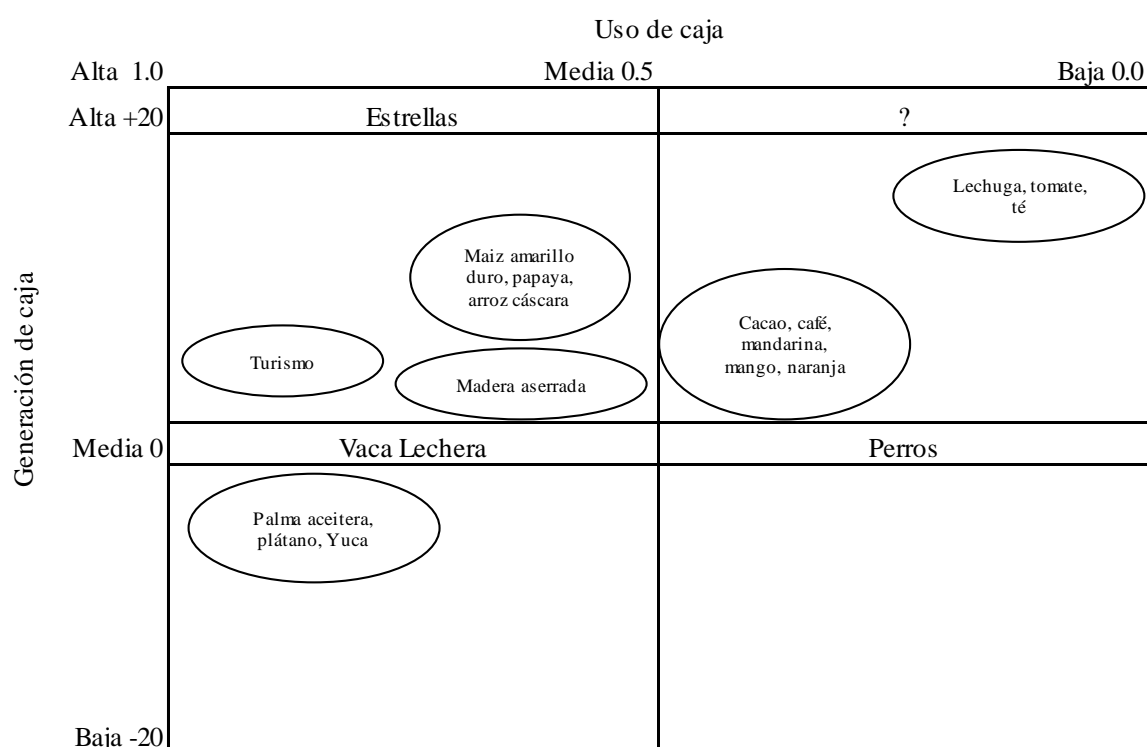 Uso de caja
Alta 1.0
Media 0.5
Baja 0.0
Alta +20
Estrellas
?
Lechuga, tomate,
té
Maiz amarillo
duro, papaya,
arroz cáscara
Cacao, café,
mandarina,
mango, naranja
Turismo
Madera aserrada
Generación de caja
Media 0
Vaca Lechera
Perros
Palma aceitera,
plátano, Yuca
Baja -20